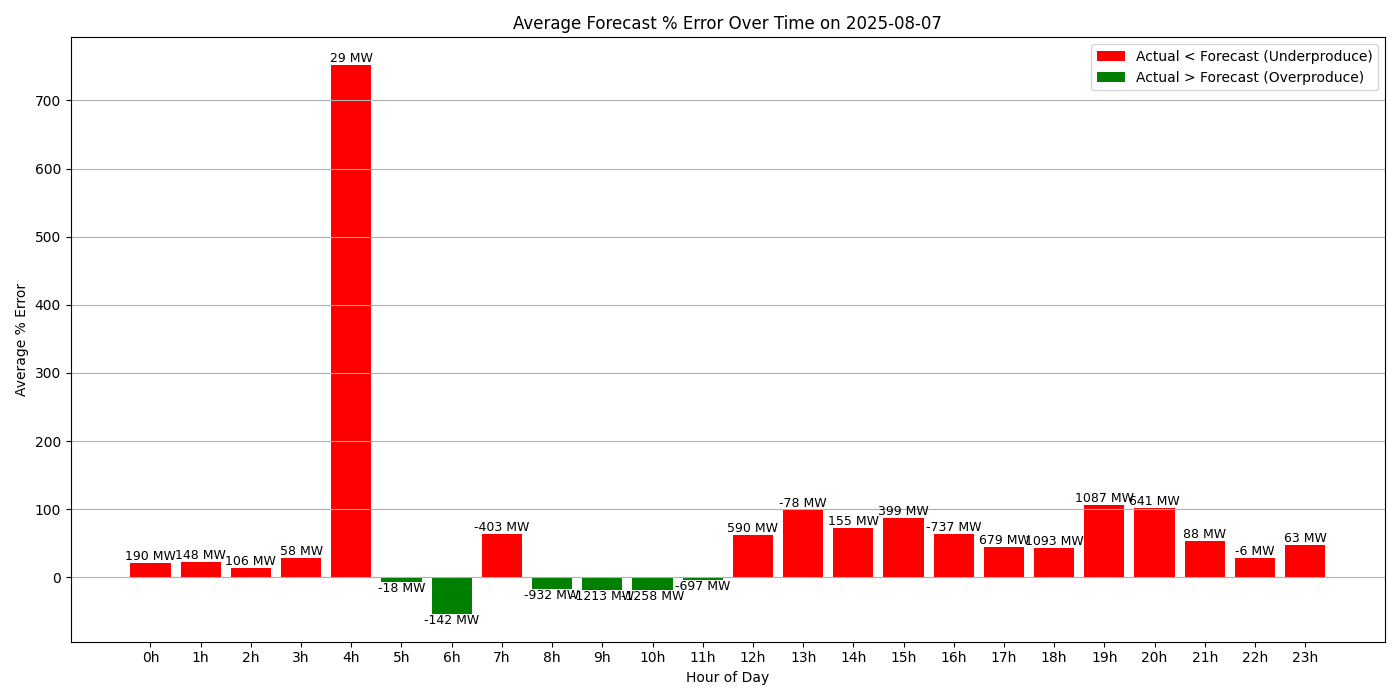 Average Forecast % Error Over Time on 2025-08-07
Actual < Forecast (Underproduce)
Actual > Forecast (Overproduce)
Average % Error
700
600
500
400
300
200
100
0
190 MW
148 MW
106 MW
58 MW
29 MW
-18 MW
-142 MW
-403 MW
-932 MW
-1213 MW
-1258 MW
-697 MW
590 MW
-78 MW
155 MW
399 MW
-737 MW
679 MW
1093 MW
1087 MW
641 MW
88 MW
-6 MW
63 MW
0h 1h 2h 3h 4h 5h 6h 7h 8h 9h 10h 11h 12h 13h 14h 15h 16h 17h 18h 19h 20h 21h 22h 23h
Hour of Day